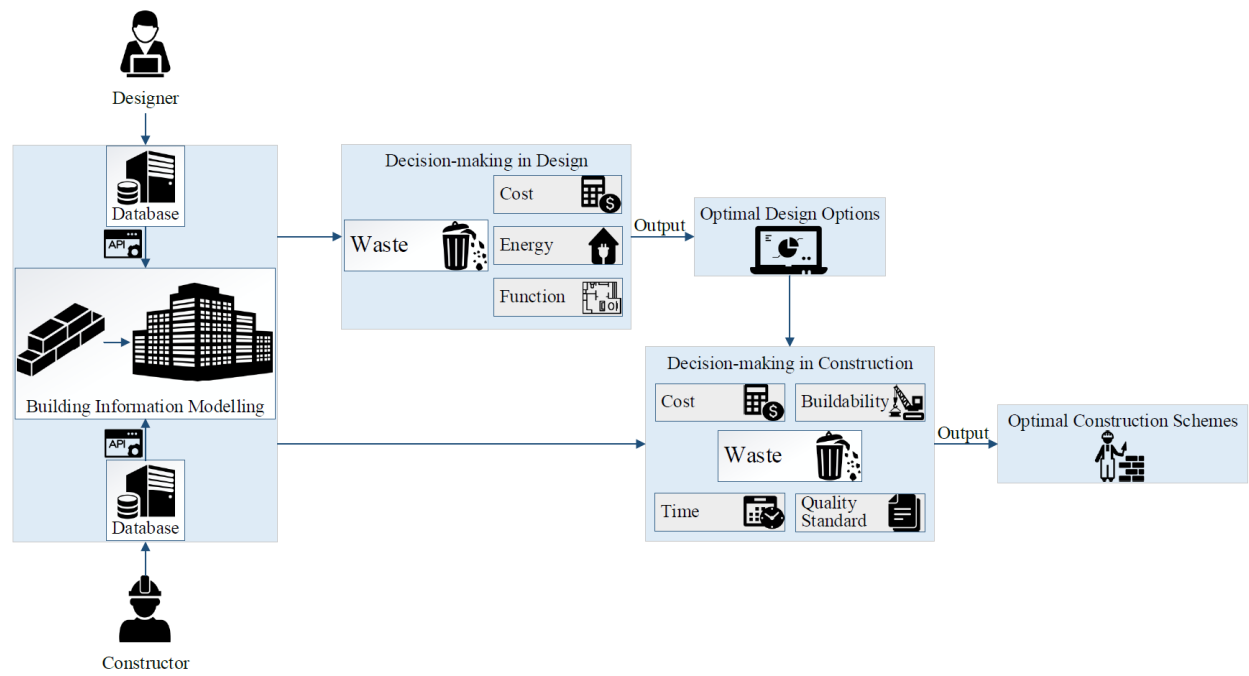 Designer
Database
API
Building Information Modelling
API
Database
Constructor
Decision-making in Design
Waste
Cost
$
Energy
Function
Output
Optimal Design Options
Decision-making in Construction
Cost
$
Buildability
Waste
Time
Quality
Standard
Output
Optimal Construction Schemes